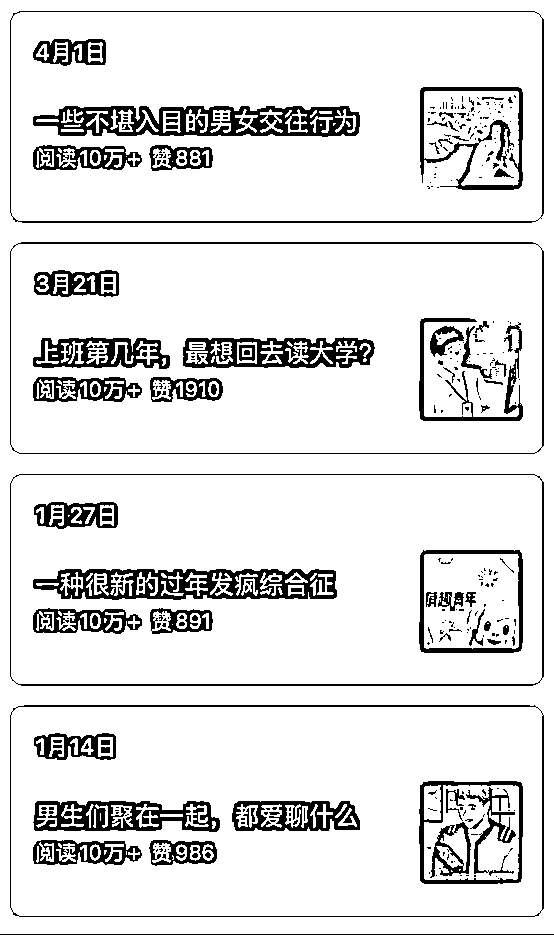 4月1日
一些不堪入目的男女交往行为
阅读10万+ 赞881
3月21日
上班第几年，最想回去读大学？
阅读10万+ 赞1910
1月27日
一种很新的过年发疯综合征
阅读10万+ 赞891
青年
1月14日
男生们聚在一起，都爱聊什么
阅读10万+ 赞986